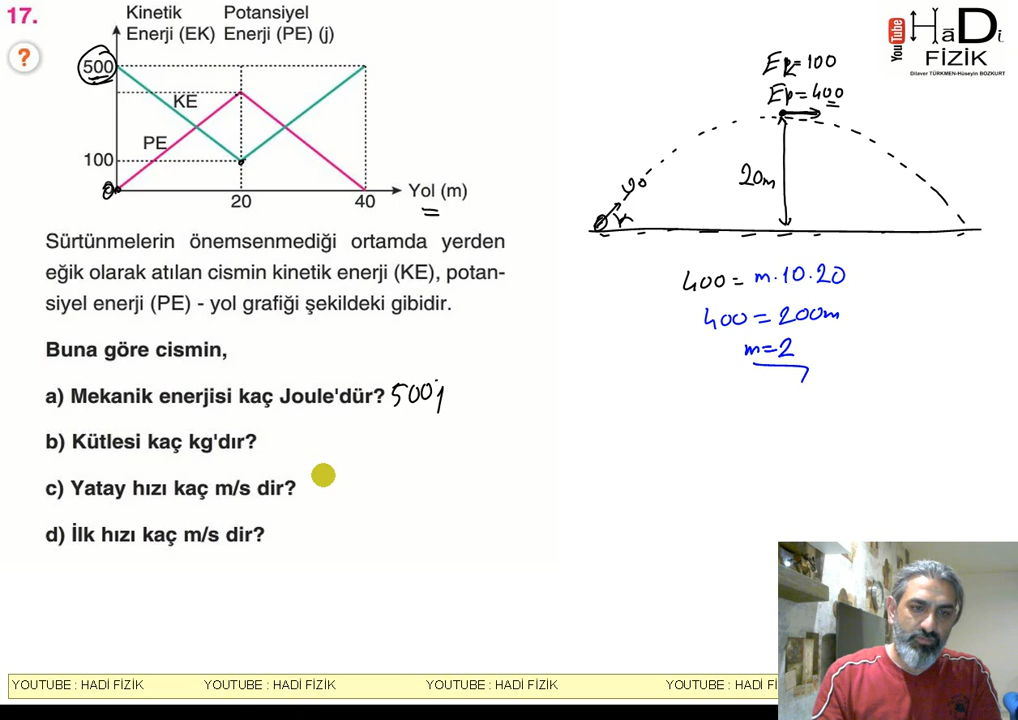 17.
?
Kinetik Potansiyel
Enerji (EK) Enerji (PE) (j)
500
KE
PE
100
0
20
40
Yol (m)
Sürtünmelerin önemsenmediği ortamda yerden
eğik olarak atılan cismin kinetik enerji (KE), potan-
siyel enerji (PE) - yol grafiği şekildeki gibidir.
Buna göre cismin,
a) Mekanik enerjisi kaç Joule'dür? 500j
b) Kütlesi kaç kg'dır?
c) Yatay hızı kaç m/s dir?
d) İlk hızı kaç m/s dir?
YouTube HaDi
FİZİK
Dilaver TÜRKMEN-Hüseyin BOZKURT
Ek=100
Ep=400
20m
400 = m.10.20
400 = 200m
m=2
YOUTUBE : HADİ FİZİK YOUTUBE : HADİ FİZİK YOUTUBE : HADİ FİZİK YOUTUBE : HADİ Fİ